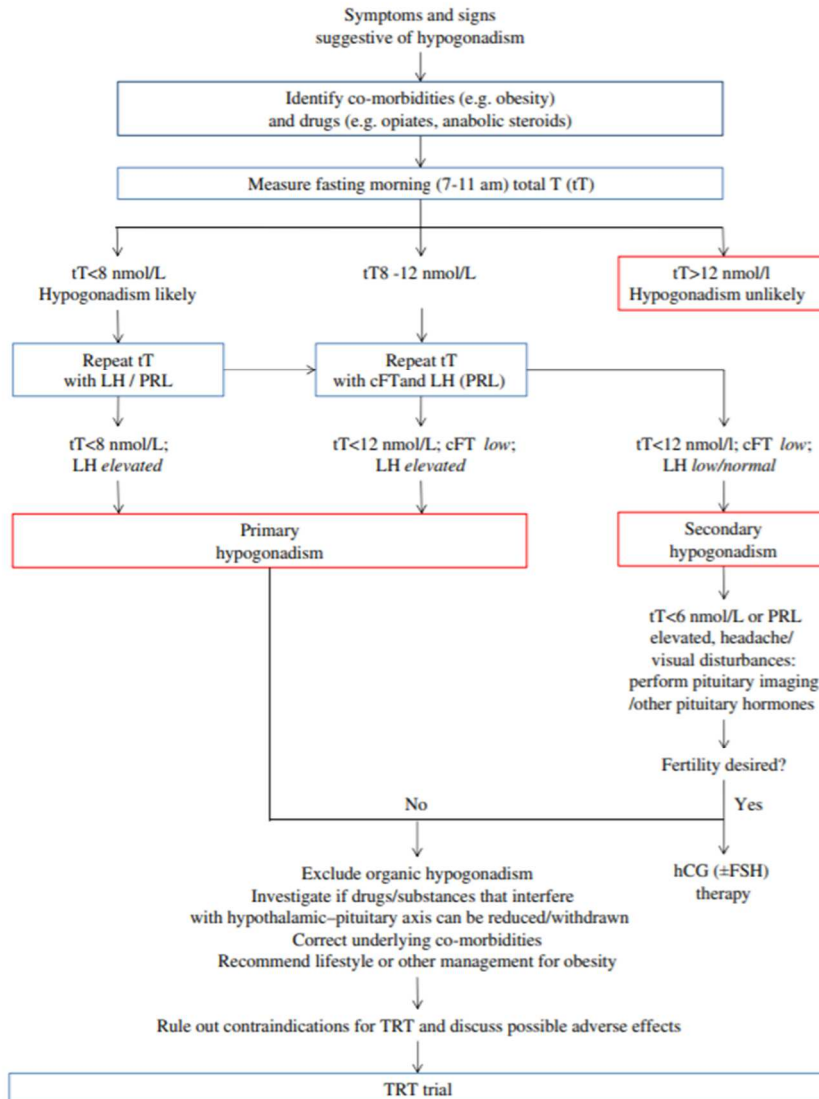 Symptoms and signs
suggestive of hypogonadism
Identify co-morbidities (e.g. obesity)
and drugs (e.g. opiates, anabolic steroids)
Measure fasting morning (7-11 am) total T (tT)
tT<8 nmol/L
Hypogonadism likely
tT8 -12 nmol/L
tT>12 nmol/l
Hypogonadism unlikely
Repeat tT
with LH / PRL
Repeat tT
with cFTand LH (PRL)
tT<8 nmol/L;
LH elevated
tT<12 nmol/L; cFT low;
LH elevated
tT<12 nmol/l; cFT low;
LH low/normal
Primary
hypogonadism
Secondary
hypogonadism
tT<6 nmol/L or PRL
elevated, headache/
visual disturbances:
perform pituitary imaging
/other pituitary hormones
Fertility desired?
No
Yes
Exclude organic hypogonadism
Investigate if drugs/substances that interfere
with hypothalamic–pituitary axis can be reduced/withdrawn
Correct underlying co-morbidities
Recommend lifestyle or other management for obesity
hCG (±FSH)
therapy
Rule out contraindications for TRT and discuss possible adverse effects
TRT trial